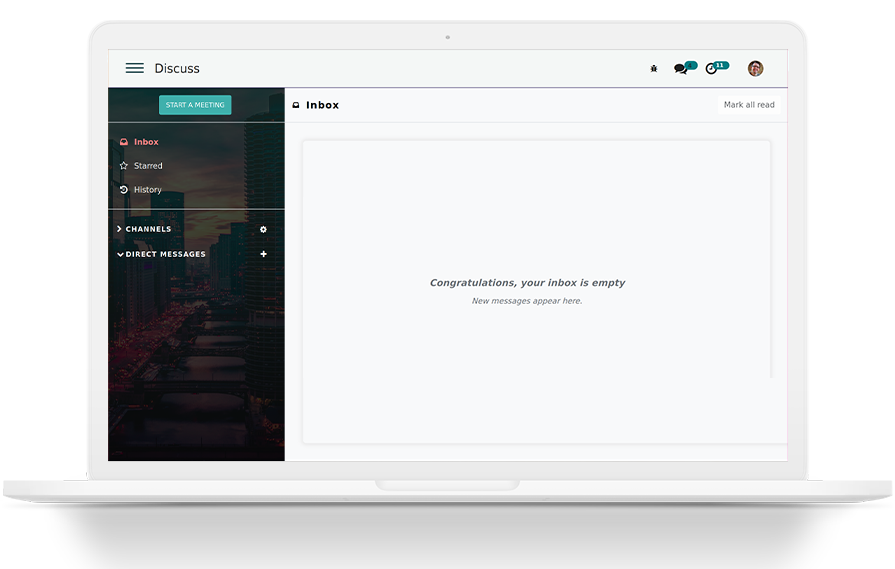 Discuss
11
START A MEETING
Inbox
Mark all read
Inbox
Starred
History
CHANNELS
DIRECT MESSAGES
Congratulations, your inbox is empty
New messages appear here.